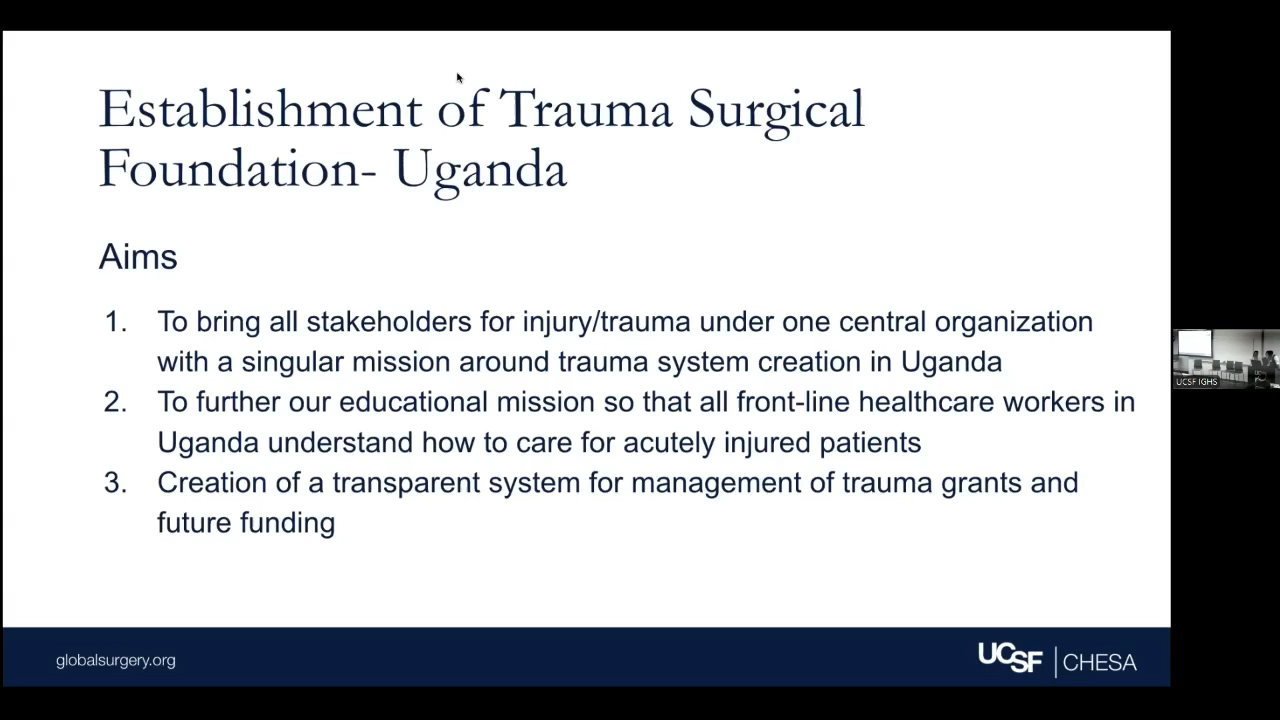 Establishment of Trauma Surgical
Foundation- Uganda
Aims
1. To bring all stakeholders for injury/trauma under one central organization
with a singular mission around trauma system creation in Uganda
2. To further our educational mission so that all front-line healthcare workers in
Uganda understand how to care for acutely injured patients
3. Creation of a transparent system for management of trauma grants and
future funding
UCSF IGHS
globalsurgery.org
UCSF | CHESA